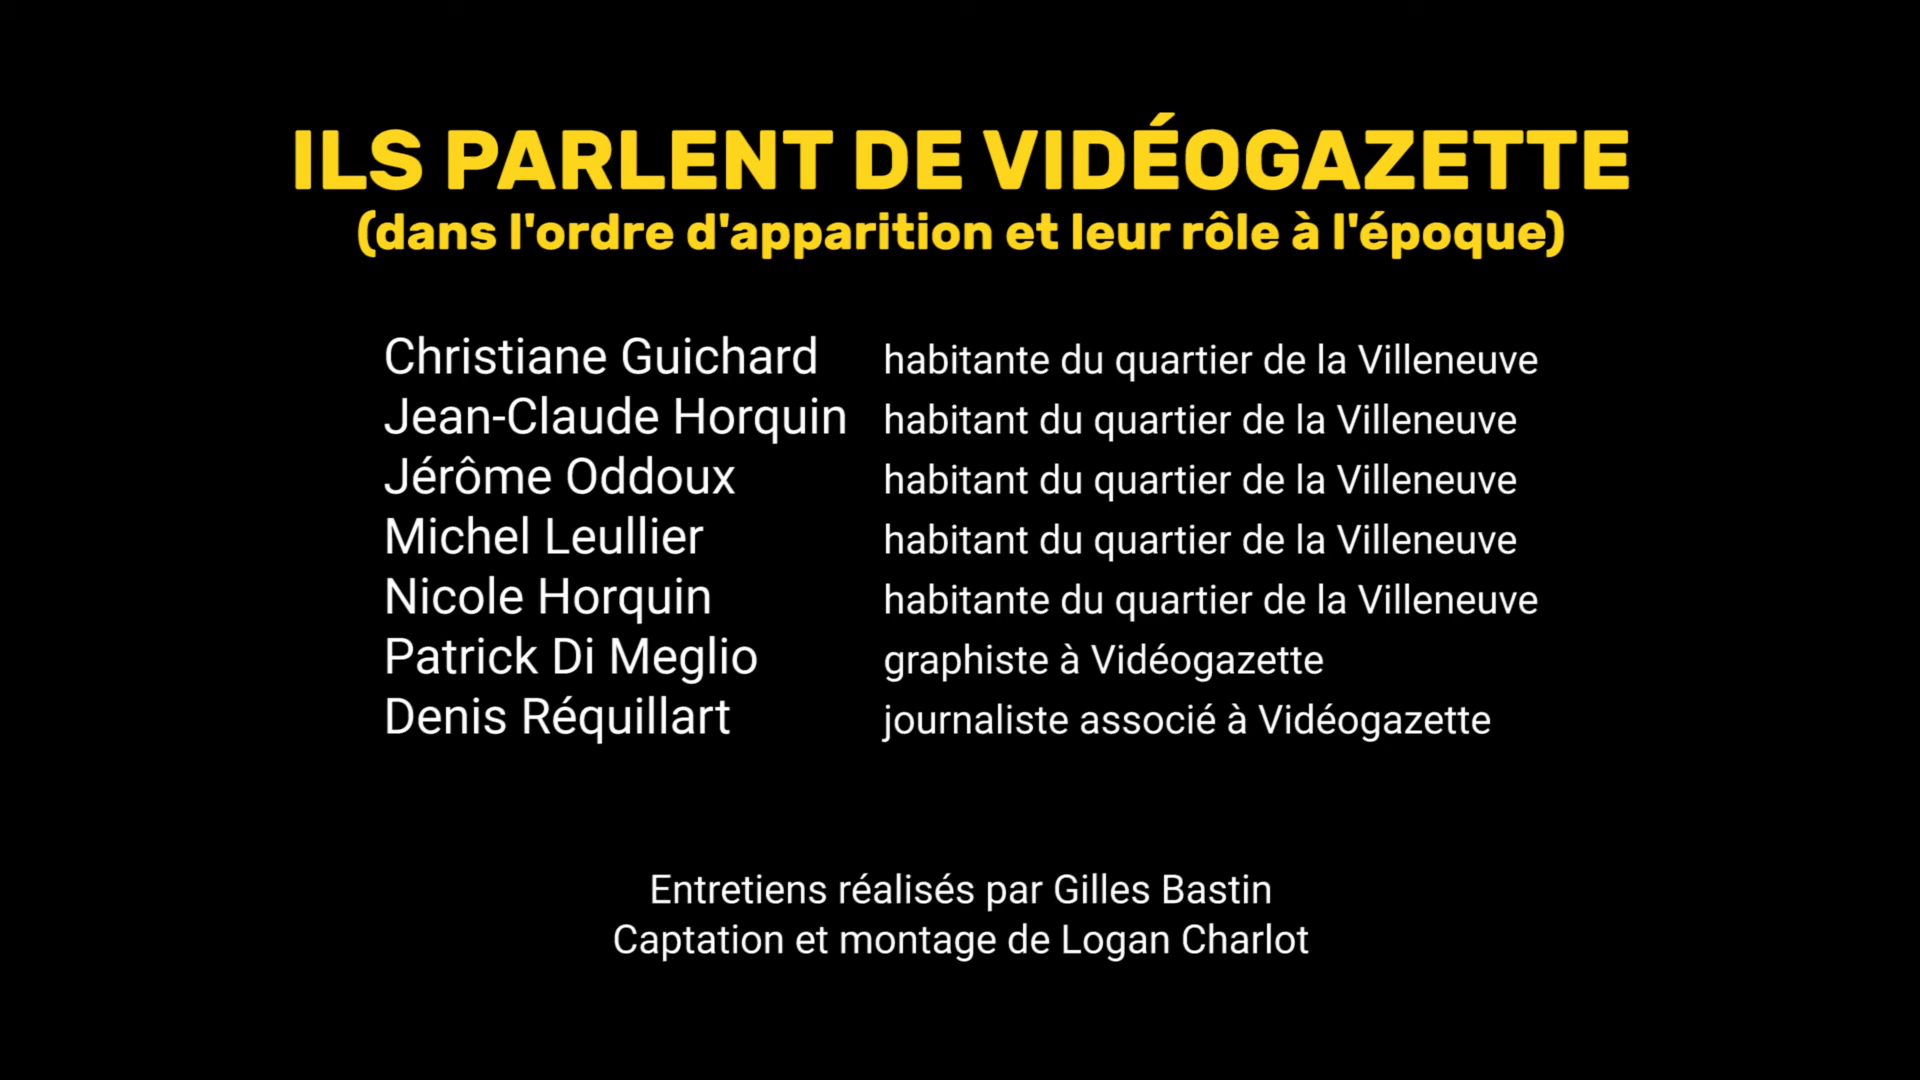 ILS PARLENT DE VIDÉOGAZETTE
(dans l'ordre d'apparition et leur rôle à l'époque)
Christiane Guichard habitante du quartier de la Villeneuve
Jean-Claude Horquin habitant du quartier de la Villeneuve
Jérôme Oddoux habitant du quartier de la Villeneuve
Michel Leullier habitant du quartier de la Villeneuve
Nicole Horquin habitante du quartier de la Villeneuve
Patrick Di Meglio graphiste à Vidéogazette
Denis Réquillart journaliste associé à Vidéogazette
Entretiens réalisés par Gilles Bastin
Captation et montage de Logan Charlot